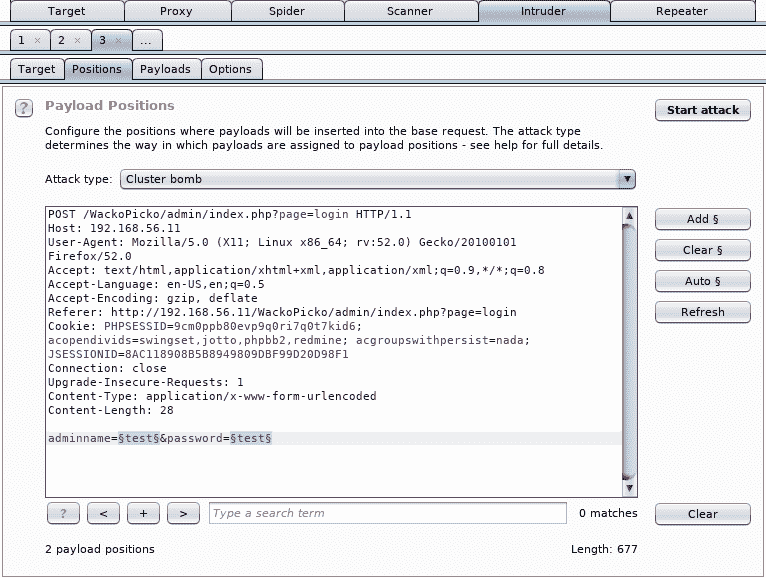 Target Proxy Spider Scanner Intruder Repeater
1 × 2 × 3 × ...
Target Positions Payloads Options
? Payload Positions
Start attack
Configure the positions where payloads will be inserted into the base request. The attack type
determines the way in which payloads are assigned to payload positions - see help for full details.
Attack type: Cluster bomb
POST /WackoPicko/admin/index.php?page=login HTTP/1.1
Host: 192.168.56.11
User-Agent: Mozilla/5.0 (X11; Linux x86_64; rv:52.0) Gecko/20100101
Firefox/52.0
Accept: text/html,application/xhtml+xml,application/xml;q=0.9,*/*;q=0.8
Accept-Language: en-US,en;q=0.5
Accept-Encoding: gzip, deflate
Referer: http://192.168.56.11/WackoPicko/admin/index.php?page=login
Cookie: PHPSESSID=9cm0ppb80evp9q0ri7q0t7kid6;
acopendivids=swingset,jotto,phpbb2,redmine; acgroupswithpersist=nada;
JSESSIONID=8AC118908B5B8949809DBF99D20D98F1
Connection: close
Upgrade-Insecure-Requests: 1
Content-Type: application/x-www-form-urlencoded
Content-Length: 28
adminname=§test§&password=§test§
Add §
Clear §
Auto §
Refresh
? < + > Type a search term 0 matches Clear
2 payload positions Length: 677